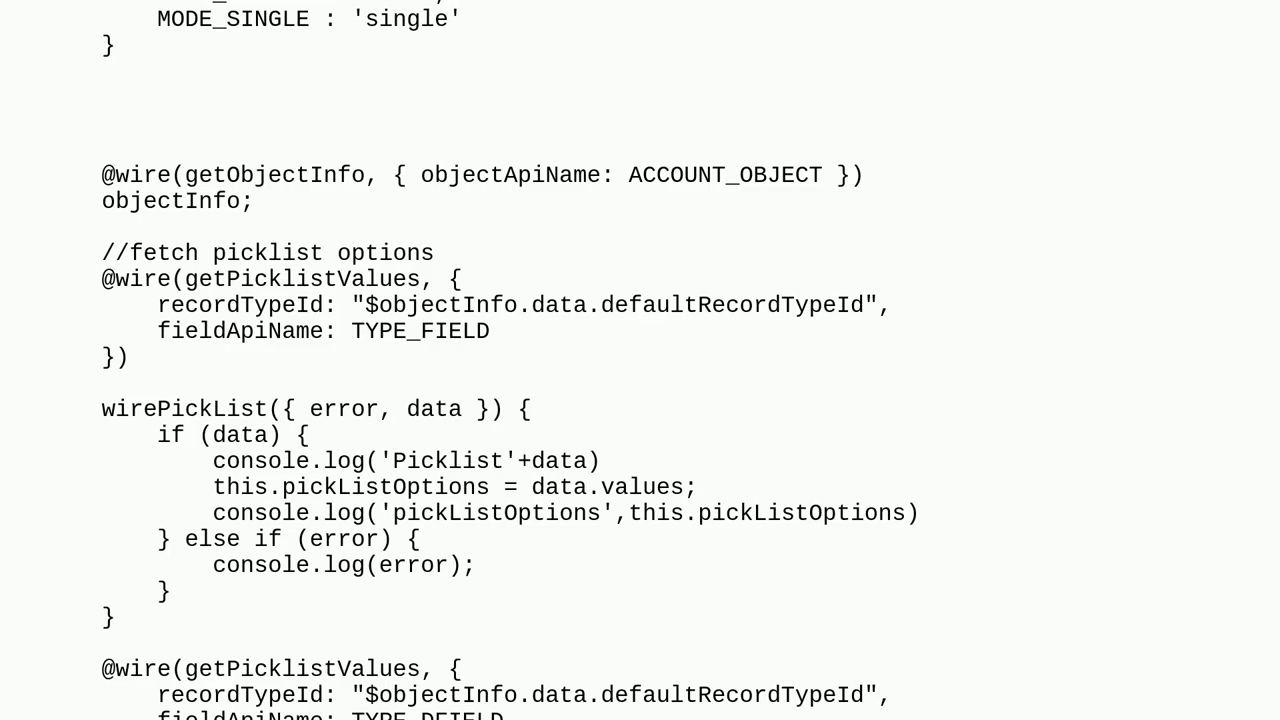 MODE_SINGLE : 'single'
}
@wire(getObjectInfo, { objectApiName: ACCOUNT_OBJECT })
objectInfo;
//fetch picklist options
@wire(getPicklistValues, {
recordTypeId: "$objectInfo.data.defaultRecordTypeId",
fieldApiName: TYPE_FIELD
})
wirePickList({ error, data }) {
if (data) {
console.log('Picklist'+data)
this.pickListOptions = data.values;
console.log('pickListOptions',this.pickListOptions)
} else if (error) {
console.log(error);
}
}
@wire(getPicklistValues, {
recordTypeId: "$objectInfo.data.defaultRecordTypeId",
fieldApiName: TYPE_DFIELD